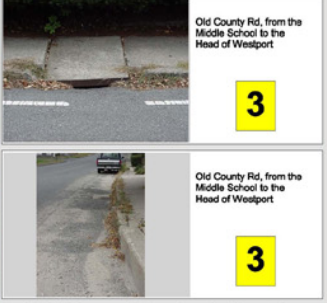 Old County Rd, from the
Middle School to the
Head of Westport
3
Old County Rd, from the
Middle School to the
Head of Westport
3